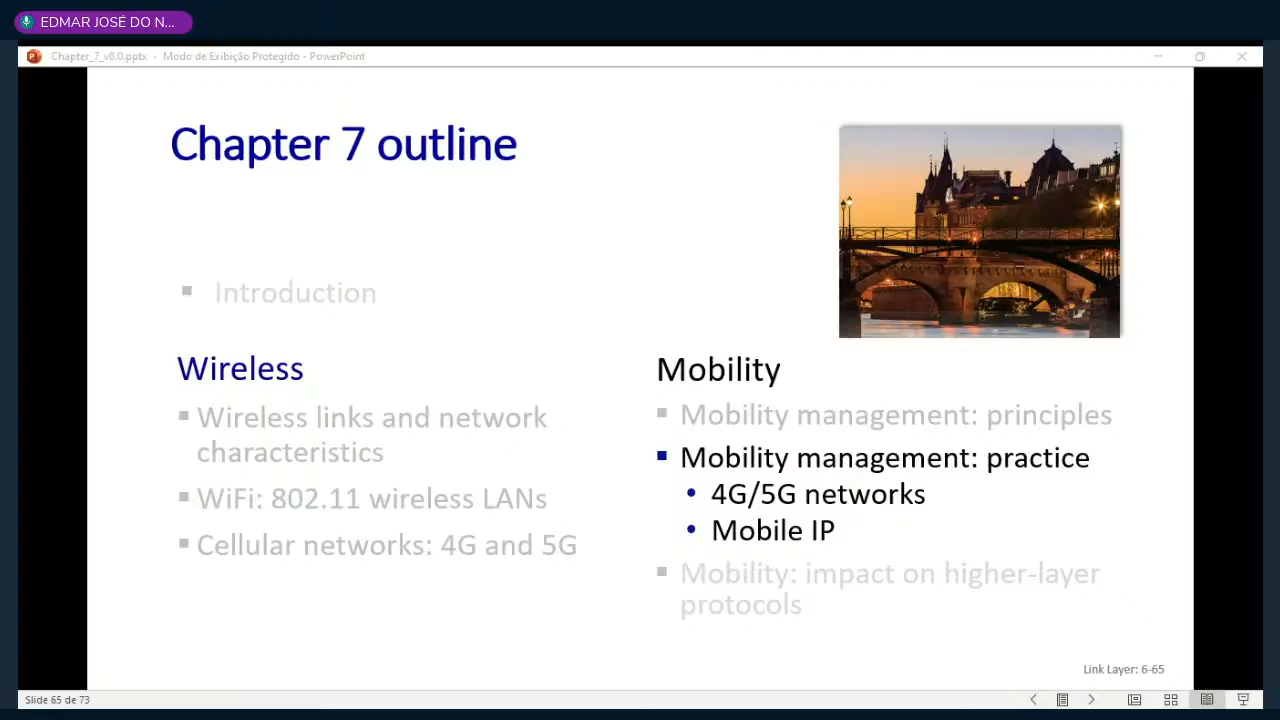 EDMAR JOSÉ DO N...
Chapter_7_v8.0.pptx - Modo de Exibição Protegido - PowerPoint
Chapter 7 outline
Introduction
Wireless
Wireless links and network
characteristics
WiFi: 802.11 wireless LANs
Cellular networks: 4G and 5G
Mobility
Mobility management: principles
Mobility management: practice
4G/5G networks
Mobile IP
Mobility: impact on higher-layer
protocols
Link Layer: 6-65
Slide 65 de 73